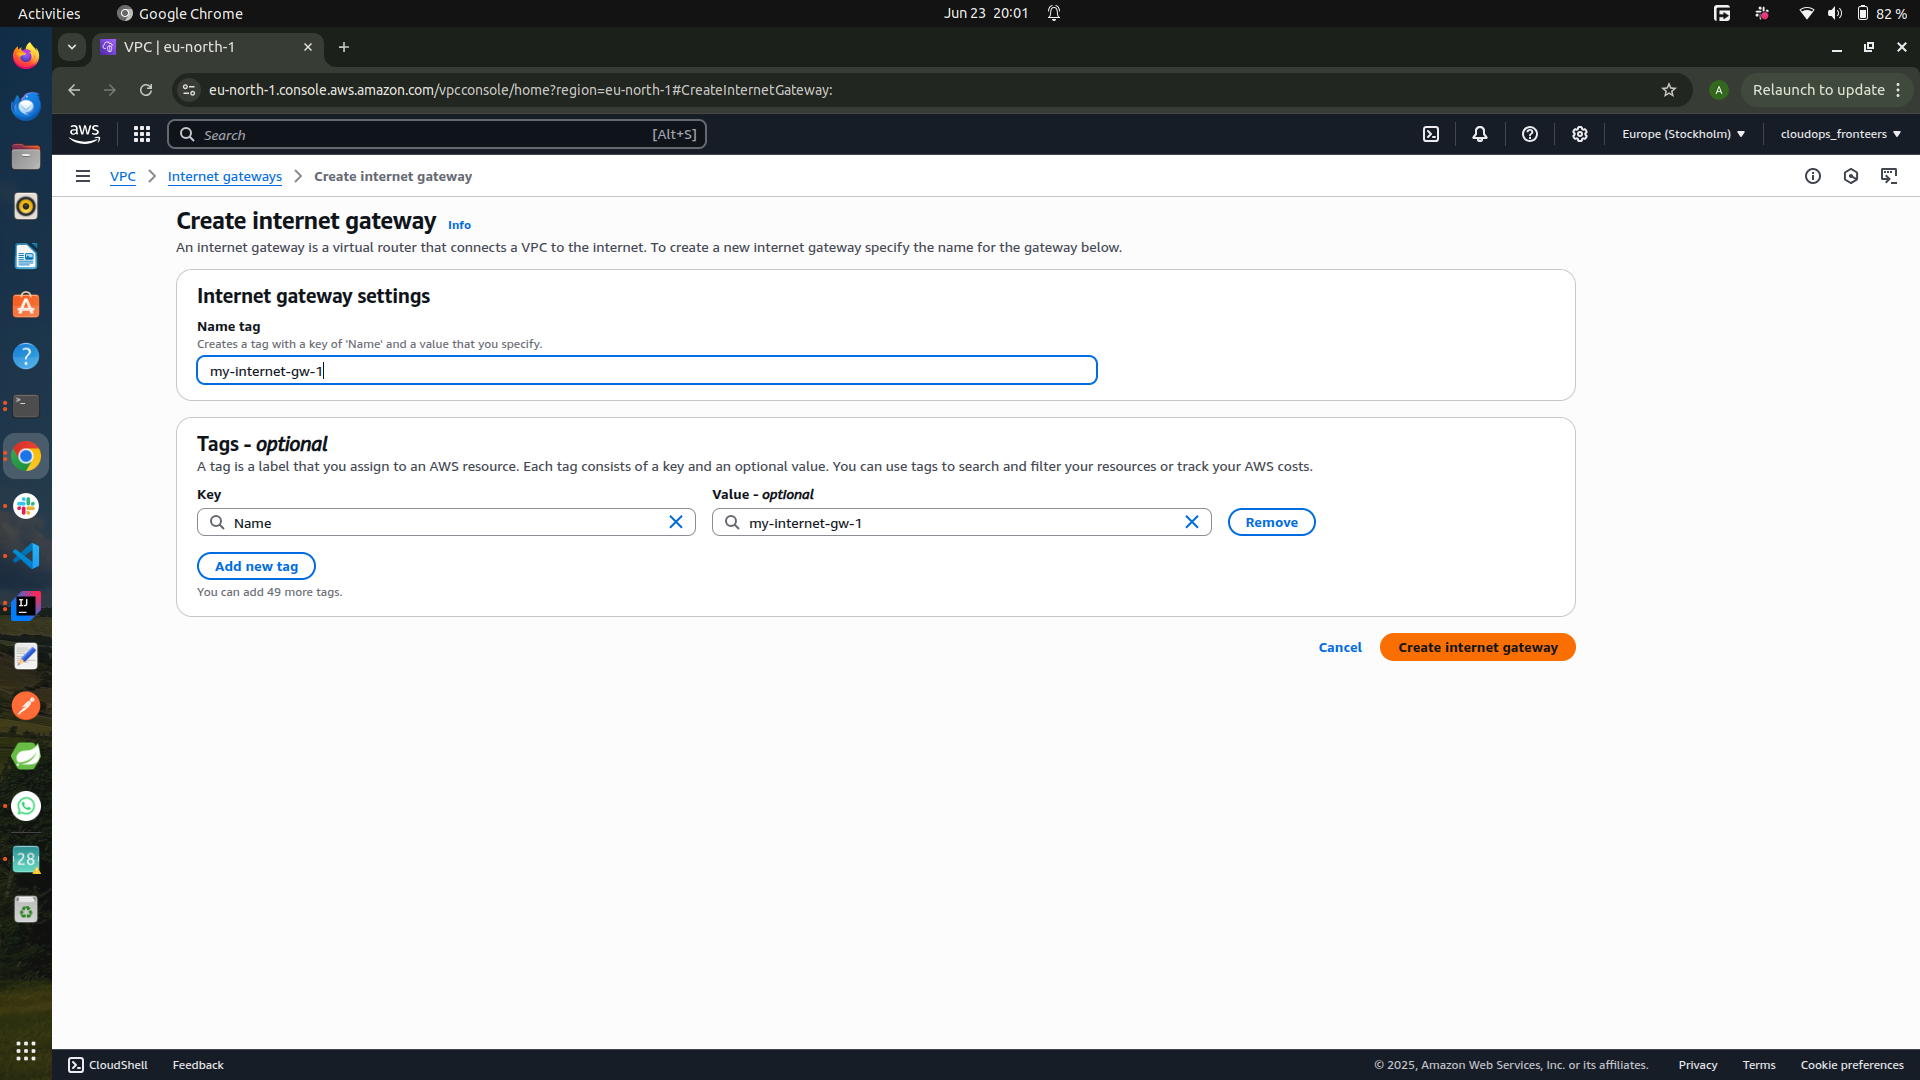 Activities
Google Chrome
Jun 23 20:01
82 %
VPC | eu-north-1
eu-north-1.console.aws.amazon.com/vpcconsole/home?region=eu-north-1#CreateInternetGateway:
A
Relaunch to update
aws
Search
[Alt+S]
Europe (Stockholm)
cloudops_fronteers
VPC
Internet gateways
Create internet gateway
Create internet gateway Info
An internet gateway is a virtual router that connects a VPC to the internet. To create a new internet gateway specify the name for the gateway below.
Internet gateway settings
Name tag
Creates a tag with a key of 'Name' and a value that you specify.
my-internet-gw-1
Tags - optional
A tag is a label that you assign to an AWS resource. Each tag consists of a key and an optional value. You can use tags to search and filter your resources or track your AWS costs.
Key
Value - optional
Name
my-internet-gw-1
Remove
Add new tag
You can add 49 more tags.
Cancel
Create internet gateway
IJ
28
CloudShell
Feedback
© 2025, Amazon Web Services, Inc. or its affiliates.
Privacy
Terms
Cookie preferences